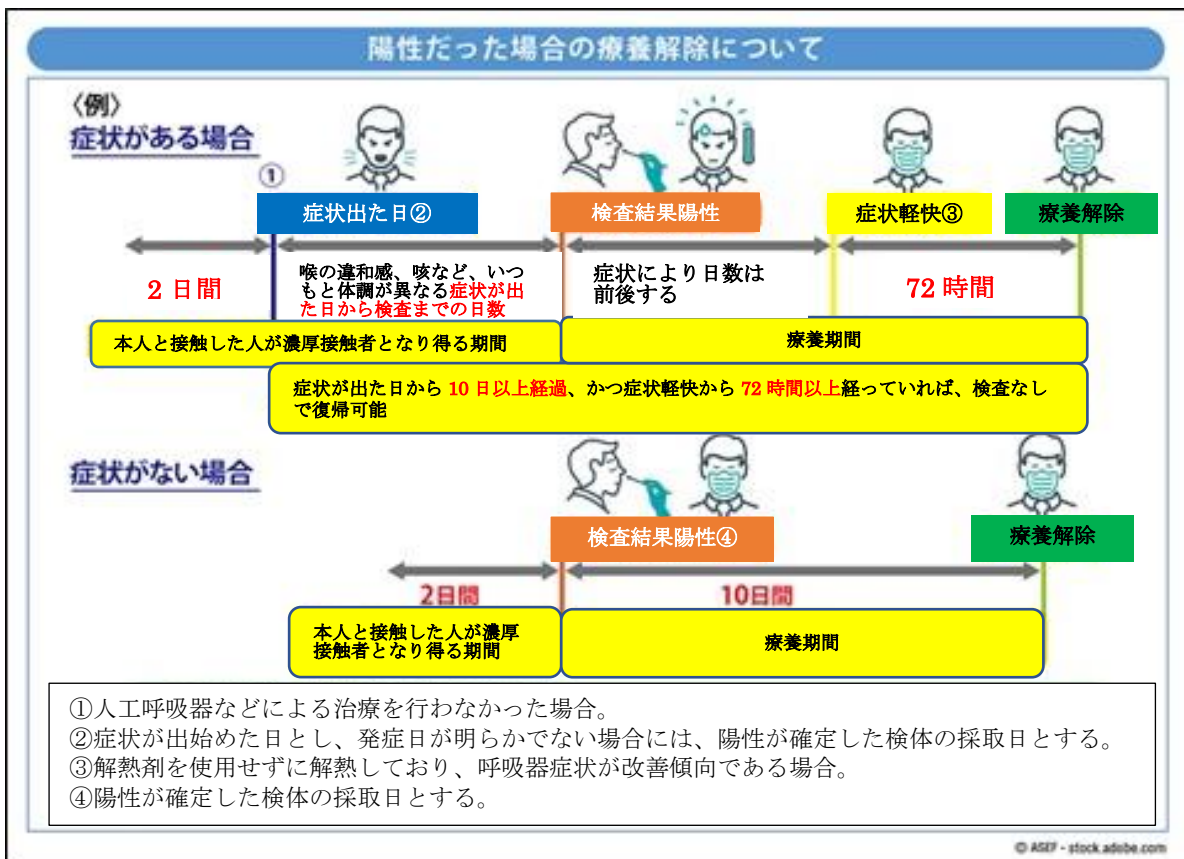 陽性だった場合の療養解除について
〈例〉
症状がある場合
①
症状出た日②
検査結果陽性
症状軽快③
療養解除
2 日間
喉の違和感、咳など、いつ
もと体調が異なる症状が出
た日から検査までの日数
症状により日数は
前後する
72 時間
本人と接触した人が濃厚接触者となり得る期間
療養期間
症状が出た日から 10 日以上経過、かつ症状軽快から 72 時間以上経っていれば、検査なし
で復帰可能
症状がない場合
検査結果陽性④
療養解除
2日間
10日間
本人と接触した人が濃厚
接触者となり得る期間
療養期間
①人工呼吸器などによる治療を行わなかった場合。
②症状が出始めた日とし、発症日が明らかでない場合には、陽性が確定した検体の採取日とする。
③解熱剤を使用せずに解熱しており、呼吸器症状が改善傾向である場合。
④陽性が確定した検体の採取日とする。
© ASEF - stock.adobe.com